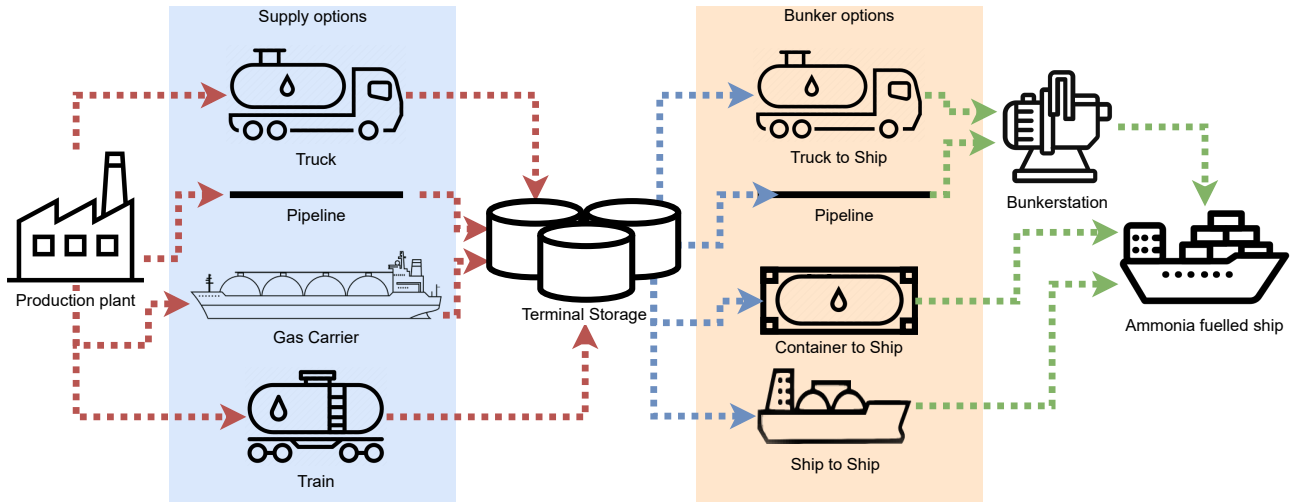 Supply options
Bunker options
Truck
Truck to Ship
Pipeline
Pipeline
Bunkerstation
Production plant
Gas Carrier
Terminal Storage
Container to Ship
Ammonia fuelled ship
Train
Ship to Ship